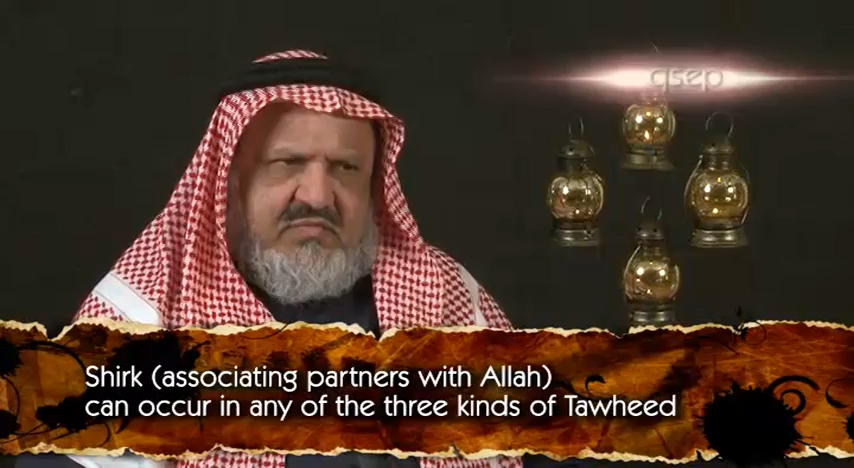 qsep
Shirk (associating partners with Allah)
can occur in any of the three kinds of Tawheed